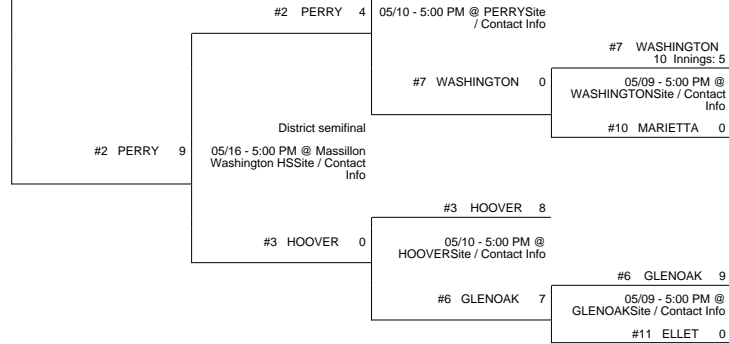 #2 PERRY 4
05/10 - 5:00 PM @ PERRYSite
/ Contact Info
#7 WASHINGTON
10 Innings: 5
#7 WASHINGTON 0
05/09 - 5:00 PM @
WASHINGTONSite / Contact
Info
#10 MARIETTA 0
District semifinal
#2 PERRY 9
05/16 - 5:00 PM @ Massillon
Washington HSSite / Contact
Info
#3 HOOVER 8
#3 HOOVER 0
05/10 - 5:00 PM @
HOOVERSite / Contact Info
#6 GLENOAK 9
#6 GLENOAK 7
05/09 - 5:00 PM @
GLENOAKSite / Contact Info
#11 ELLET 0